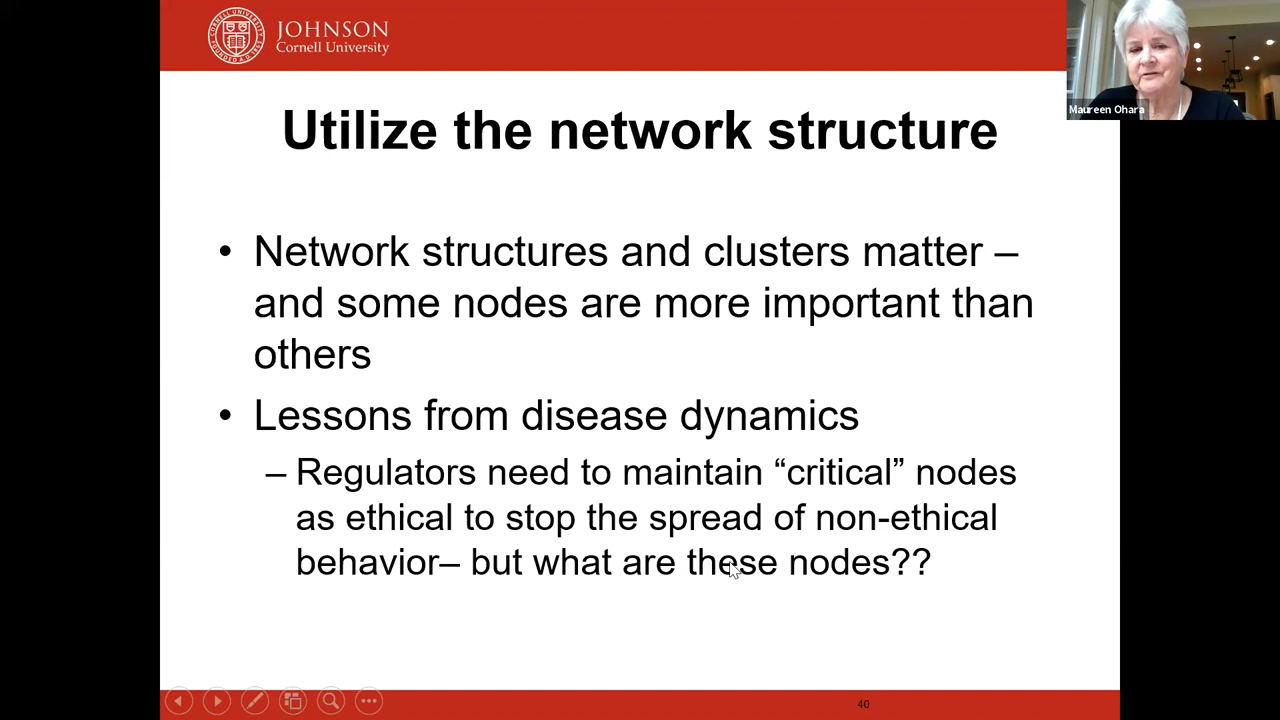 JOHNSON
Cornell University
Maureen Ohara
Utilize the network structure
• Network structures and clusters matter –
and some nodes are more important than
others
• Lessons from disease dynamics
– Regulators need to maintain “critical” nodes
as ethical to stop the spread of non-ethical
behavior– but what are these nodes??
40